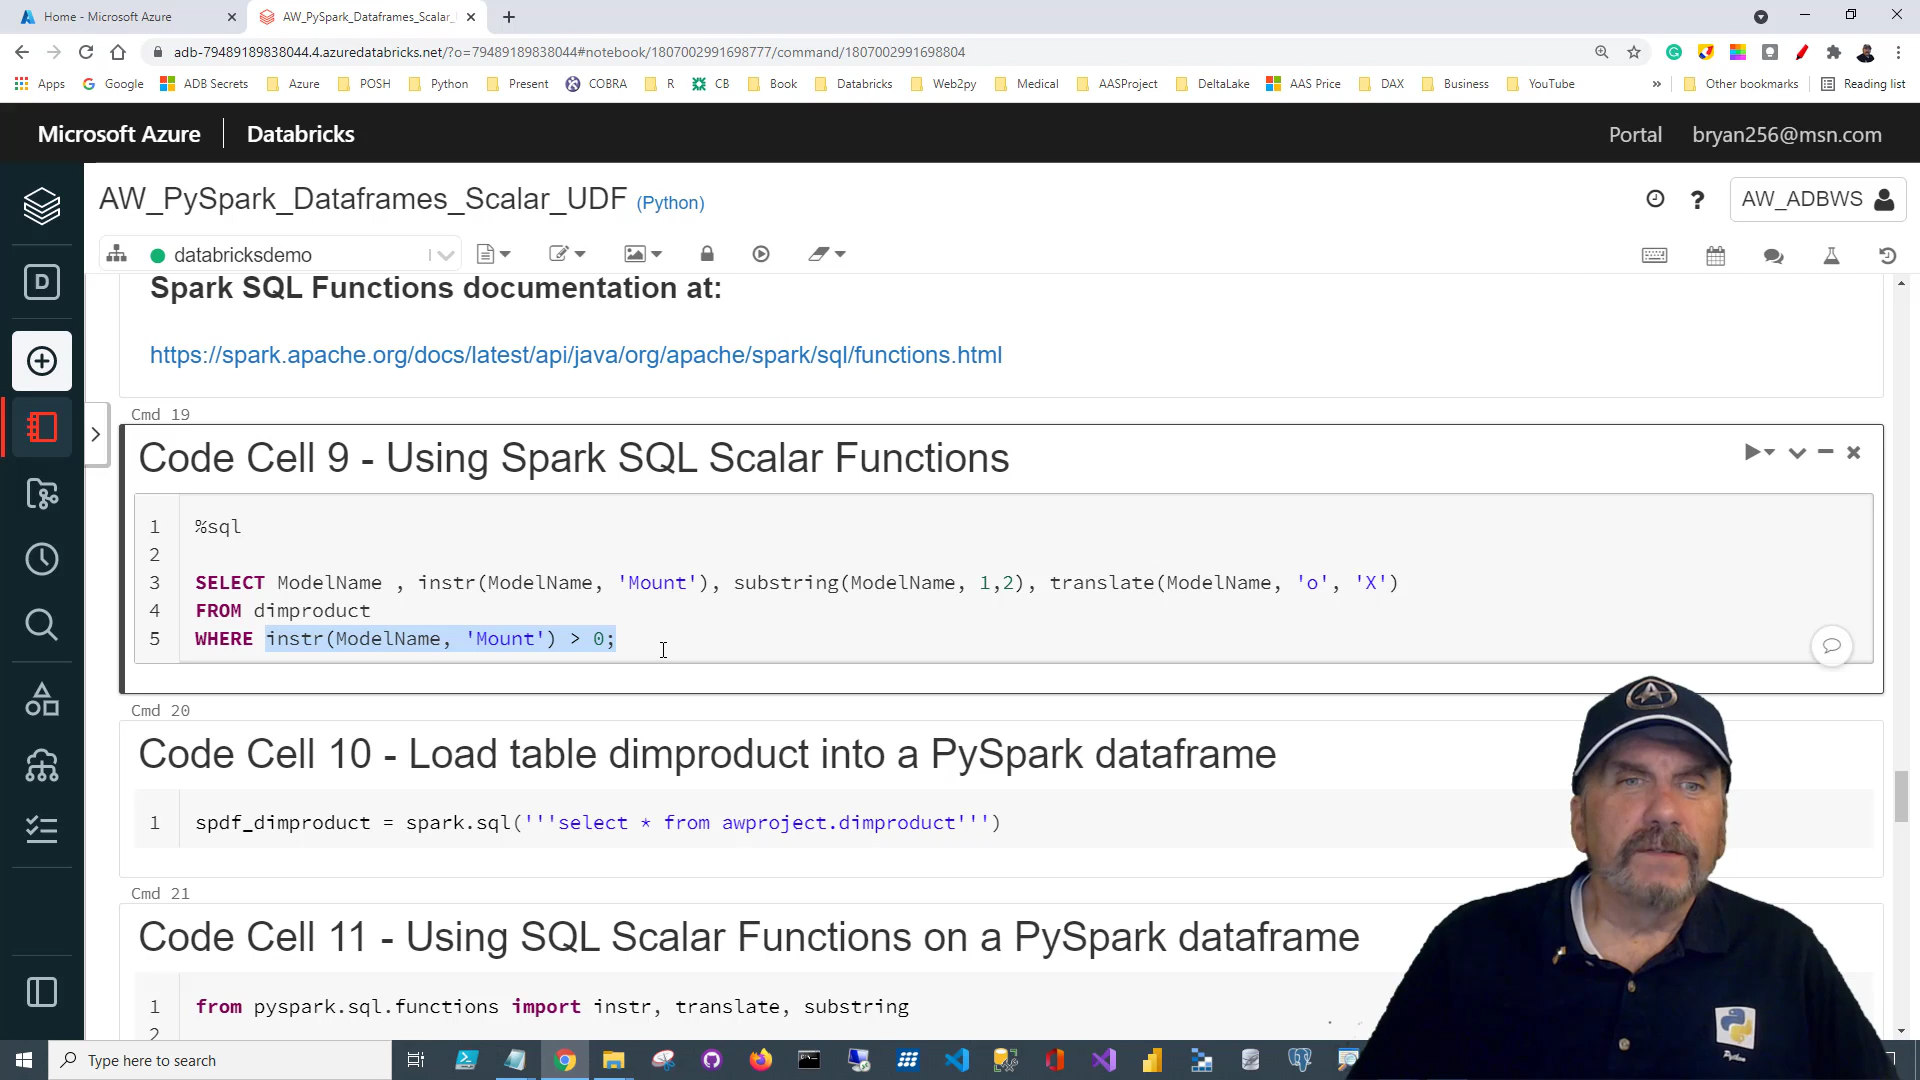 Home - Microsoft Azure
AW_PySpark_Dataframes_Scalar_
adb-79489189838044.4.azuredatabricks.net/?o=79489189838044#notebook/1807002991698777/command/1807002991698804
Apps Google ADB Secrets Azure POSH Python Present COBRA R CB Book Databricks Web2py Medical AASProject DeltaLake AAS Price DAX Business YouTube » Other bookmarks Reading list
Microsoft Azure Databricks Portal bryan256@msn.com
AW_PySpark_Dataframes_Scalar_UDF (Python) ? AW_ADBWS
D databricksdemo
Spark SQL Functions documentation at:
https://spark.apache.org/docs/latest/api/java/org/apache/spark/sql/functions.html
Cmd 19
Code Cell 9 - Using Spark SQL Scalar Functions
1 %sql
2
3 SELECT ModelName , instr(ModelName, 'Mount'), substring(ModelName, 1,2), translate(ModelName, 'o', 'X')
4 FROM dimproduct
5 WHERE instr(ModelName, 'Mount') > 0;
Cmd 20
Code Cell 10 - Load table dimproduct into a PySpark dataframe
1 spdf_dimproduct = spark.sql('''select * from awproject.dimproduct''')
Cmd 21
Code Cell 11 - Using SQL Scalar Functions on a PySpark dataframe
1 from pyspark.sql.functions import instr, translate, substring
2
Python
Type here to search